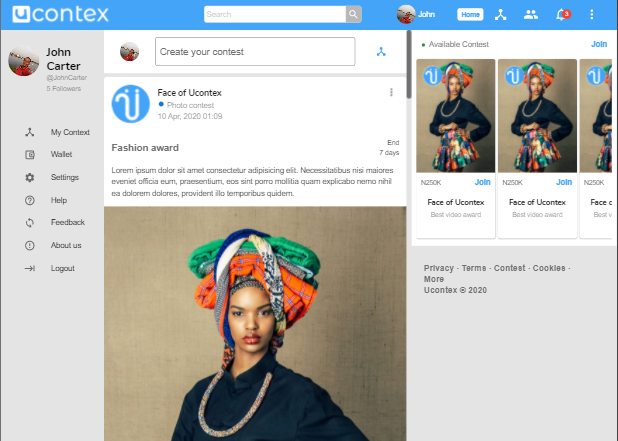 ucontex
Search
John
Home
3
John
Carter
@JohnCarter
5 Followers
My Context
Wallet
Settings
Help
Feedback
About us
Logout
Create your contest
Face of Ucontex
Photo contest
10 Apr, 2020 01:09
Fashion award
End
7 days
Lorem ipsum dolor sit amet consectetur adipisicing elit. Necessitatibus nisi maiores
eveniet officia eum, praesentium, eos sint porro mollitia quam explicabo nemo nihil
ea dolorem dolores, provident illo temporibus quidem.
Available Contest
Join
N250K Join
Face of Ucontex
Best video award
N250K Join
Face of Ucontex
Best video award
N250K
Face c
Best v
Privacy · Terms · Contest · Cookies ·
More
Ucontex © 2020